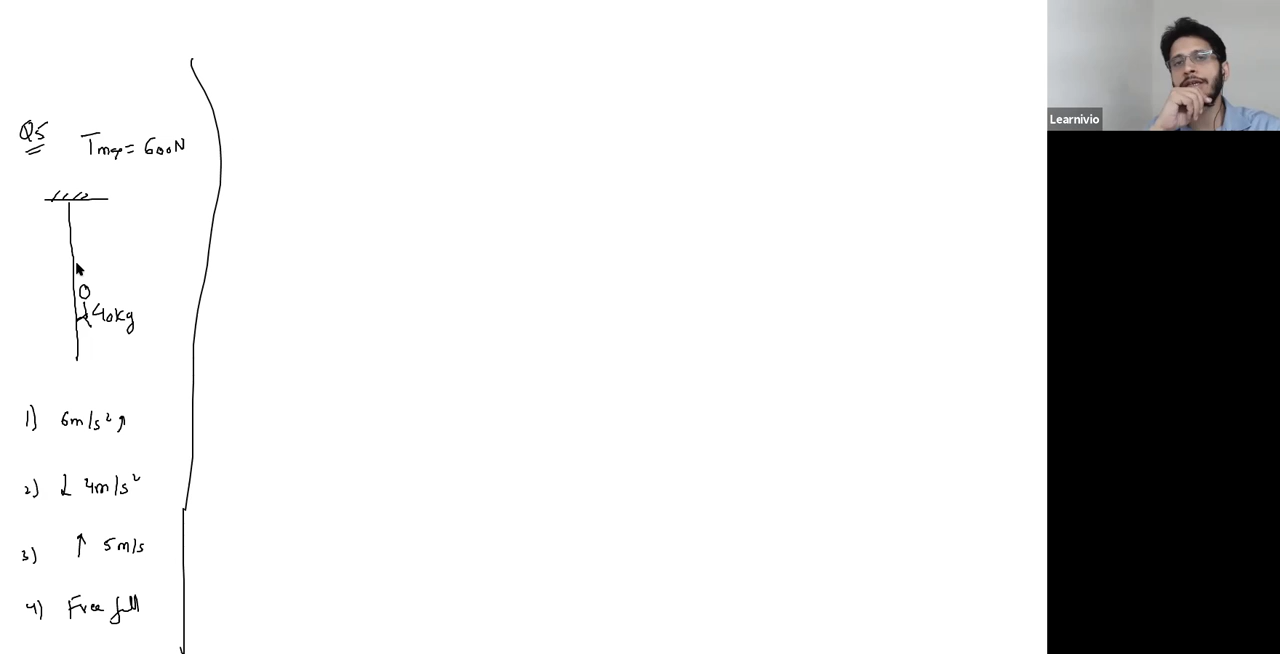 Q5 Tmax = 600N
40kg
1) 6m/s² ↑
2) ↓ 4m/s²
3) ↑ 5m/s
4) Free fall
Learnivio